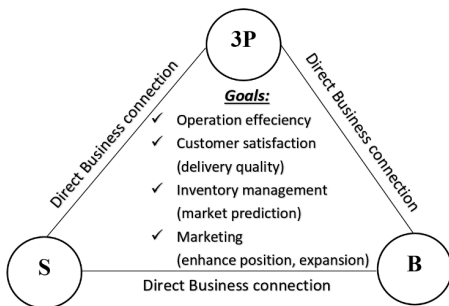 3P
Goals:
✓ Operation effeciency
✓ Customer satisfaction
(delivery quality)
✓ Inventory management
(market prediction)
✓ Marketing
(enhance position, expansion)
Direct Business connection
Direct Business connection
S
B
Direct Business connection